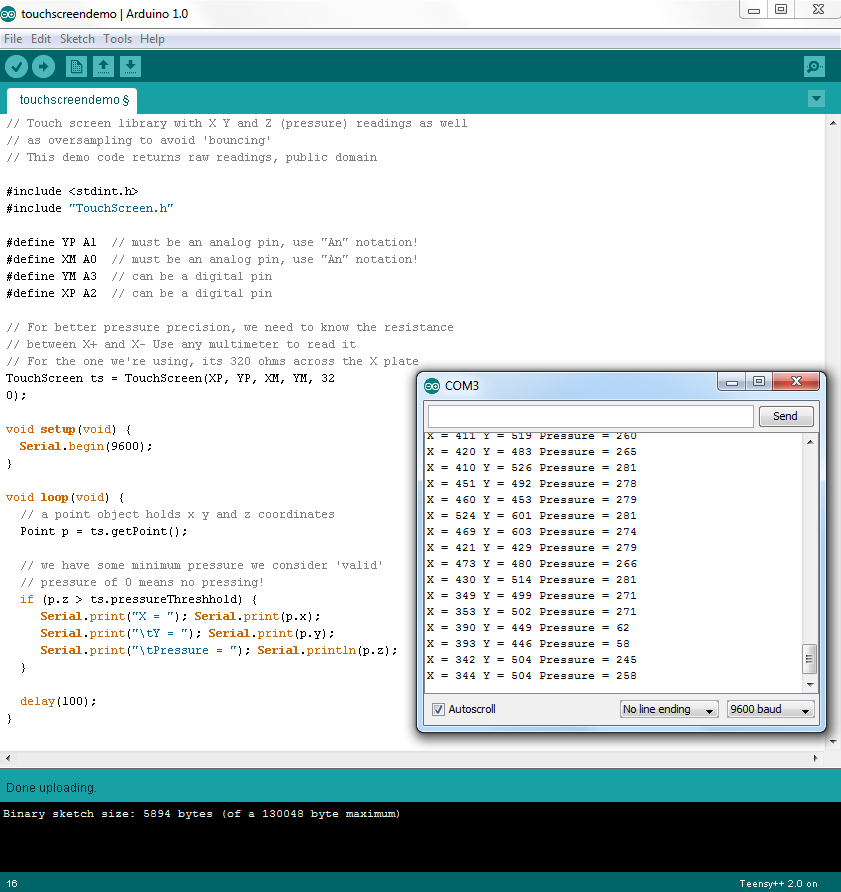 touchscreendemo | Arduino 1.0
File Edit Sketch Tools Help
touchscreendemo §
// Touch screen library with X Y and Z (pressure) readings as well
// as oversampling to avoid 'bouncing'
// This demo code returns raw readings, public domain
#include <stdint.h>
#include "TouchScreen.h"
#define YP A1  // must be an analog pin, use "An" notation!
#define XM A0  // must be an analog pin, use "An" notation!
#define YM A3  // can be a digital pin
#define XP A2  // can be a digital pin
// For better pressure precision, we need to know the resistance
// between X+ and X- Use any multimeter to read it
// For the one we're using, its 320 ohms across the X plate
TouchScreen ts = TouchScreen(XP, YP, XM, YM, 32
0);
void setup(void) {
  Serial.begin(9600);
}
void loop(void) {
  // a point object holds x y and z coordinates
  Point p = ts.getPoint();
  // we have some minimum pressure we consider 'valid'
  // pressure of 0 means no pressing!
  if (p.z > ts.pressureThreshhold) {
     Serial.print("X = "); Serial.print(p.x);
     Serial.print("\tY = "); Serial.print(p.y);
     Serial.print("\tPressure = "); Serial.println(p.z);
  }
  delay(100);
}
COM3
Send
X = 411 Y = 519 Pressure = 260
X = 420 Y = 483 Pressure = 265
X = 410 Y = 526 Pressure = 281
X = 451 Y = 492 Pressure = 278
X = 460 Y = 453 Pressure = 279
X = 524 Y = 601 Pressure = 281
X = 469 Y = 603 Pressure = 274
X = 421 Y = 429 Pressure = 279
X = 473 Y = 480 Pressure = 266
X = 430 Y = 514 Pressure = 281
X = 349 Y = 499 Pressure = 271
X = 353 Y = 502 Pressure = 271
X = 390 Y = 449 Pressure = 62
X = 393 Y = 446 Pressure = 58
X = 342 Y = 504 Pressure = 245
X = 344 Y = 504 Pressure = 258
Autoscroll
No line ending
9600 baud
Done uploading.
Binary sketch size: 5894 bytes (of a 130048 byte maximum)
16
Teensy++ 2.0 on